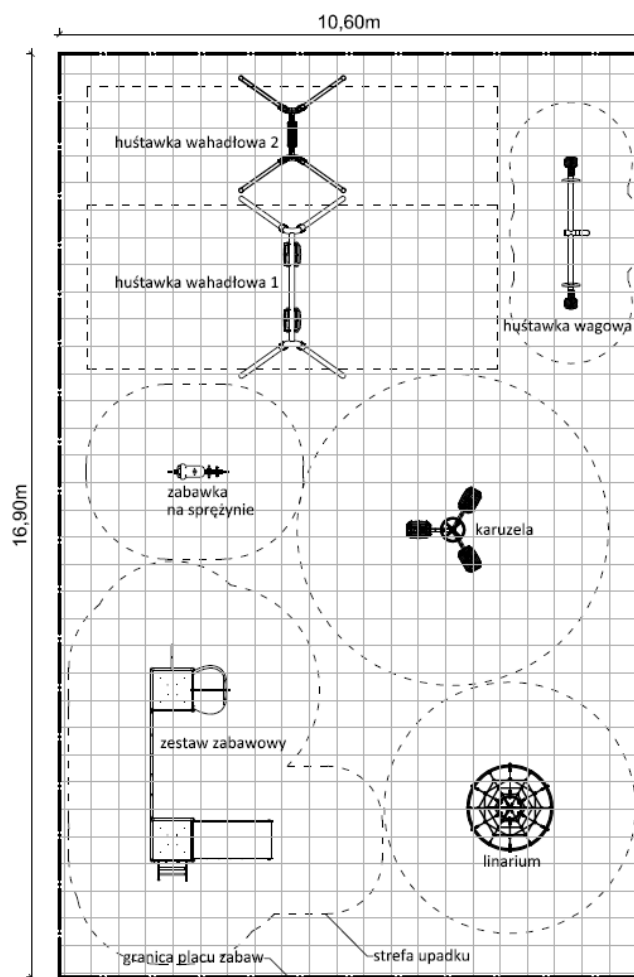 10,60m
huśtawka wahadłowa 2
huśtawka wahadłowa 1
huśtawka wagowa
16,90m
zabawka
na sprężynie
karuzela
zestaw zabawowy
linarium
granica placu zabaw
strefa upadku